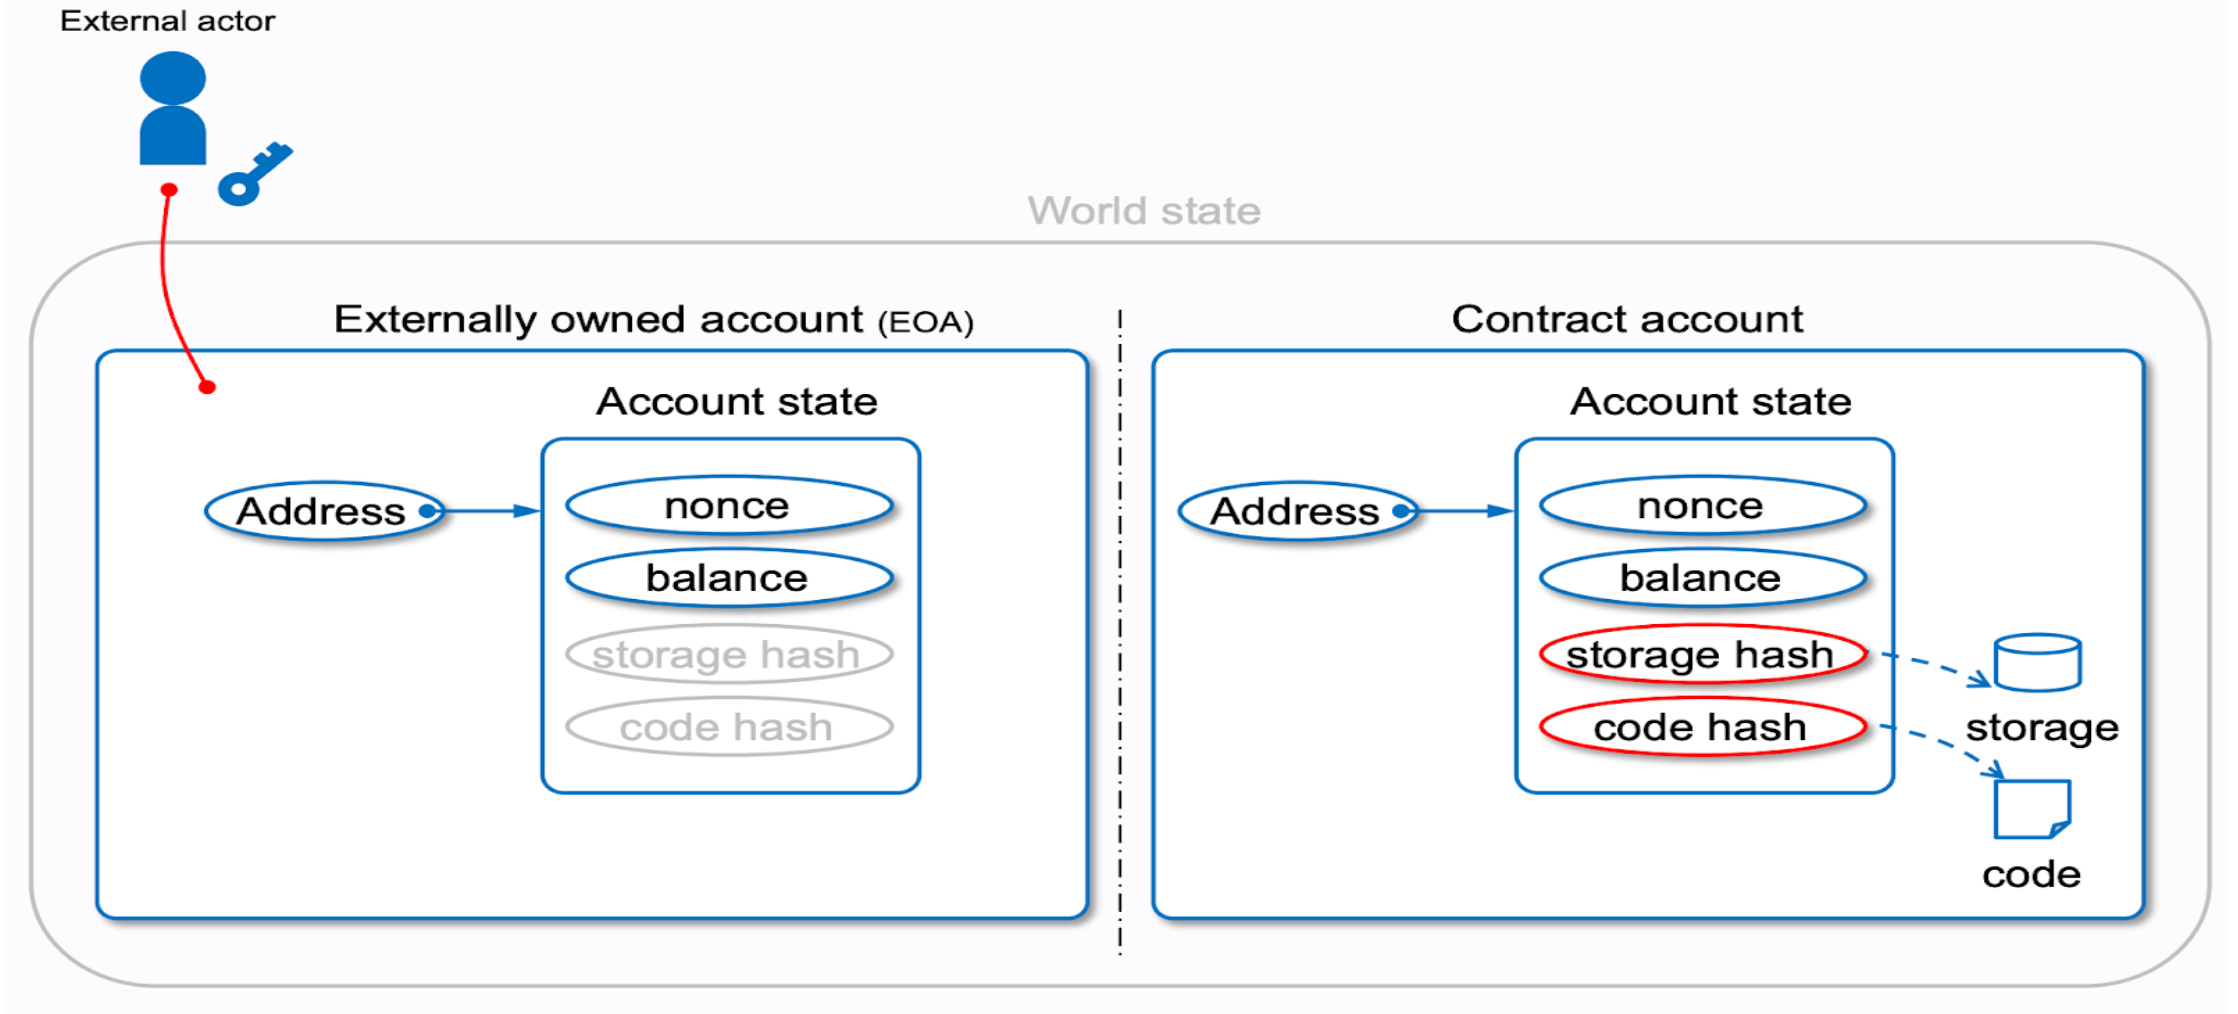 External actor
World state
Externally owned account (EOA)
Account state
Address
nonce
balance
storage hash
code hash
Contract account
Account state
Address
nonce
balance
storage hash
code hash
storage
code